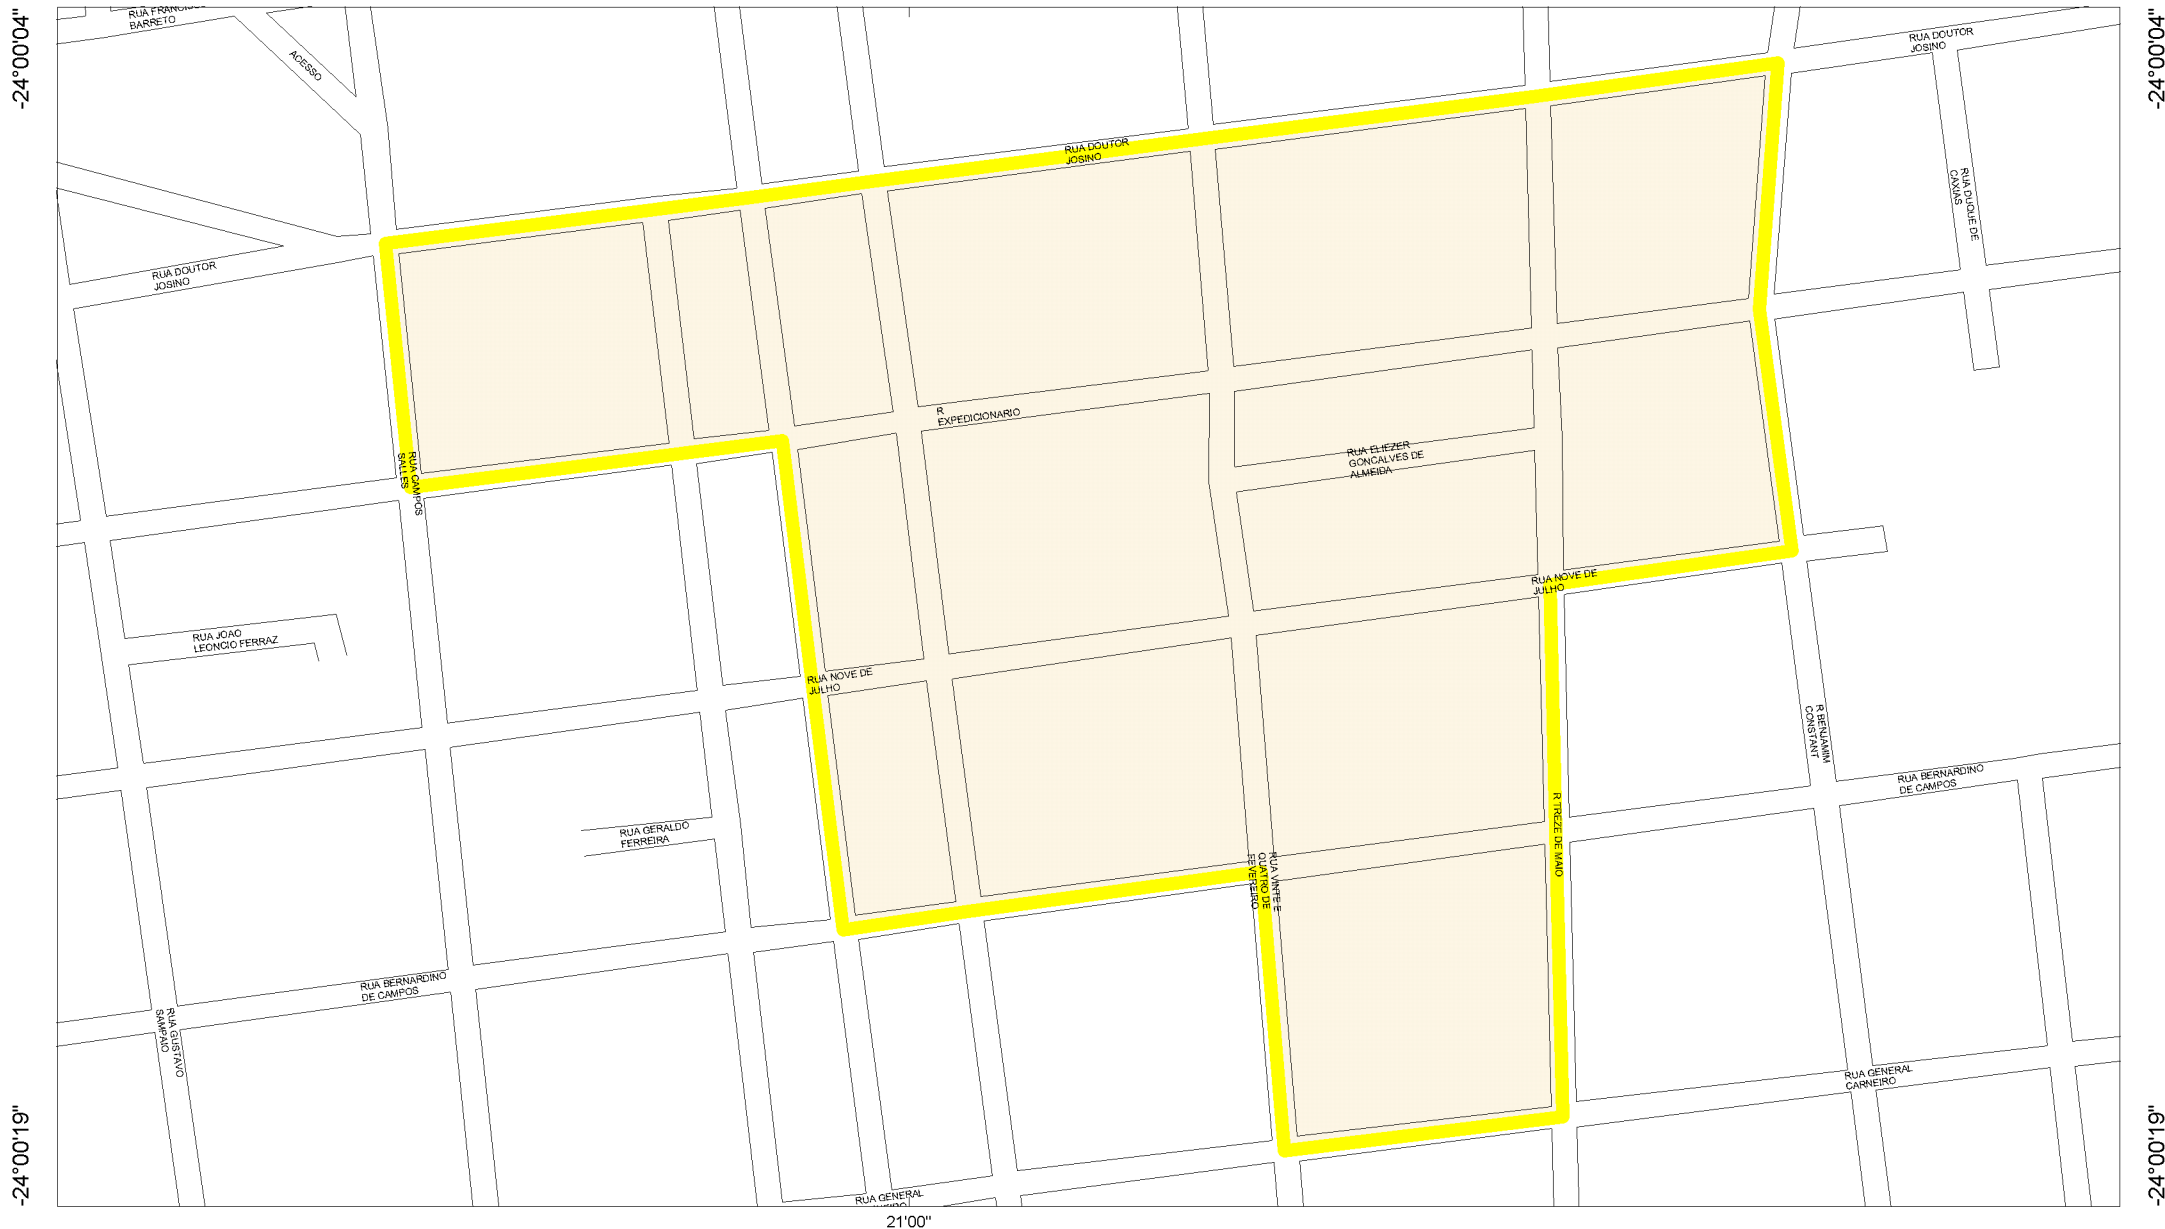 RUA FRANCISCO
BARRETO
-24°00'04"
-24°00'04"
ACESSO
RUA DOUTOR
JOSINO
RUA DOUTOR
JOSINO
RUA DUQUE DE
CAXIAS
RUA DOUTOR
JOSINO
R
EXPEDICIONARIO
RUA CAMPOS
SALLES
RUA ELIEZER
GONCALVES DE
ALMEIDA
RUA NOVE DE
JULHO
RUA JOAO
LEONCIO FERRAZ
RUA NOVE DE
JULHO
R BENJAMIM
CONSTANT
RUA BERNARDINO
DE CAMPOS
RUA GERALDO
FERREIRA
R TREZE DE MAIO
RUA VINTE E
QUATRO DE
FEVEREIRO
RUA BERNARDINO
DE CAMPOS
RUA GUSTAVO
SAMPAIO
RUA GENERAL
CARNEIRO
-24°00'19"
-24°00'19"
RUA GENERAL
21'00"